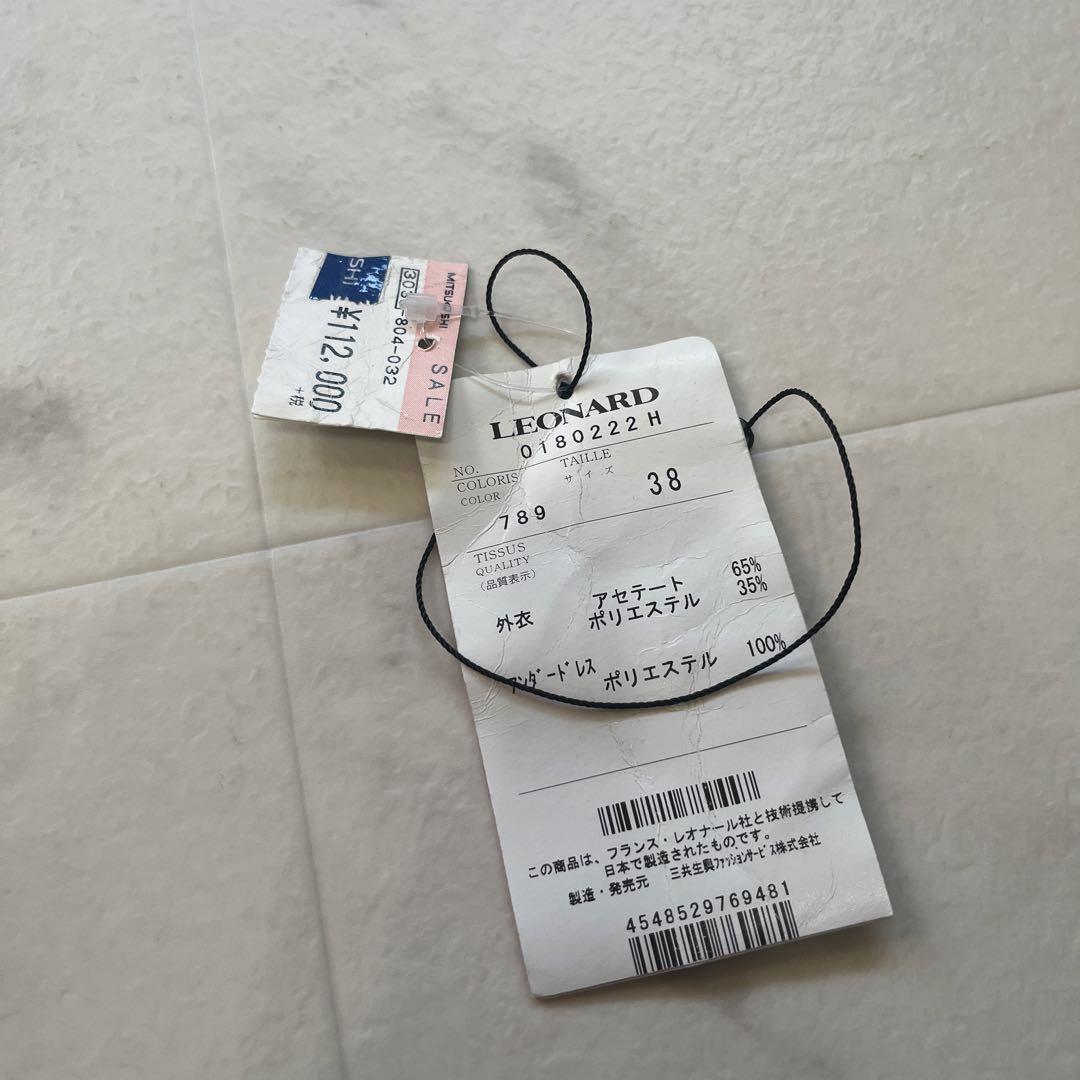 MITSUKOSHI
SALE
-804-032
SHI
¥112,000
+税
LEONARD
NO. 0180222H
COLORIS TAILLE
COLOR サイズ
789 38
TISSUS
QUALITY
(品質表示)
外衣 アセテート 65%
ポリエステル 35%
アンダードレス ポリエステル 100%
この商品は、フランス・レオナール社と技術提携して
日本で製造されたものです。
製造・発売元 三共生興ファッションサービス株式会社
4548529769481